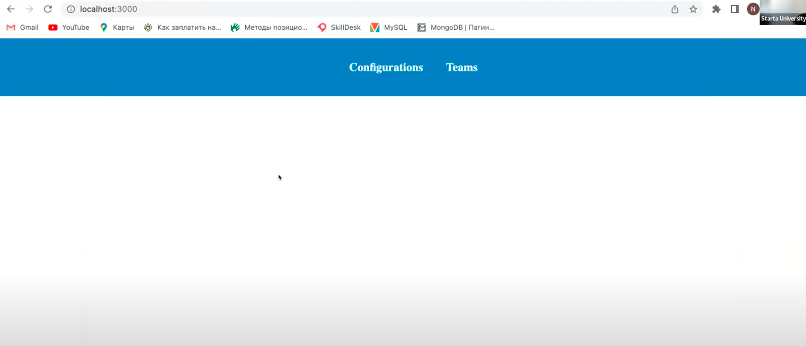 localhost:3000
N
Starta University
Gmail YouTube Карты Как заплатить на... Методы позицио... SkillDesk MySQL MongoDB | Пагин...
Configurations Teams